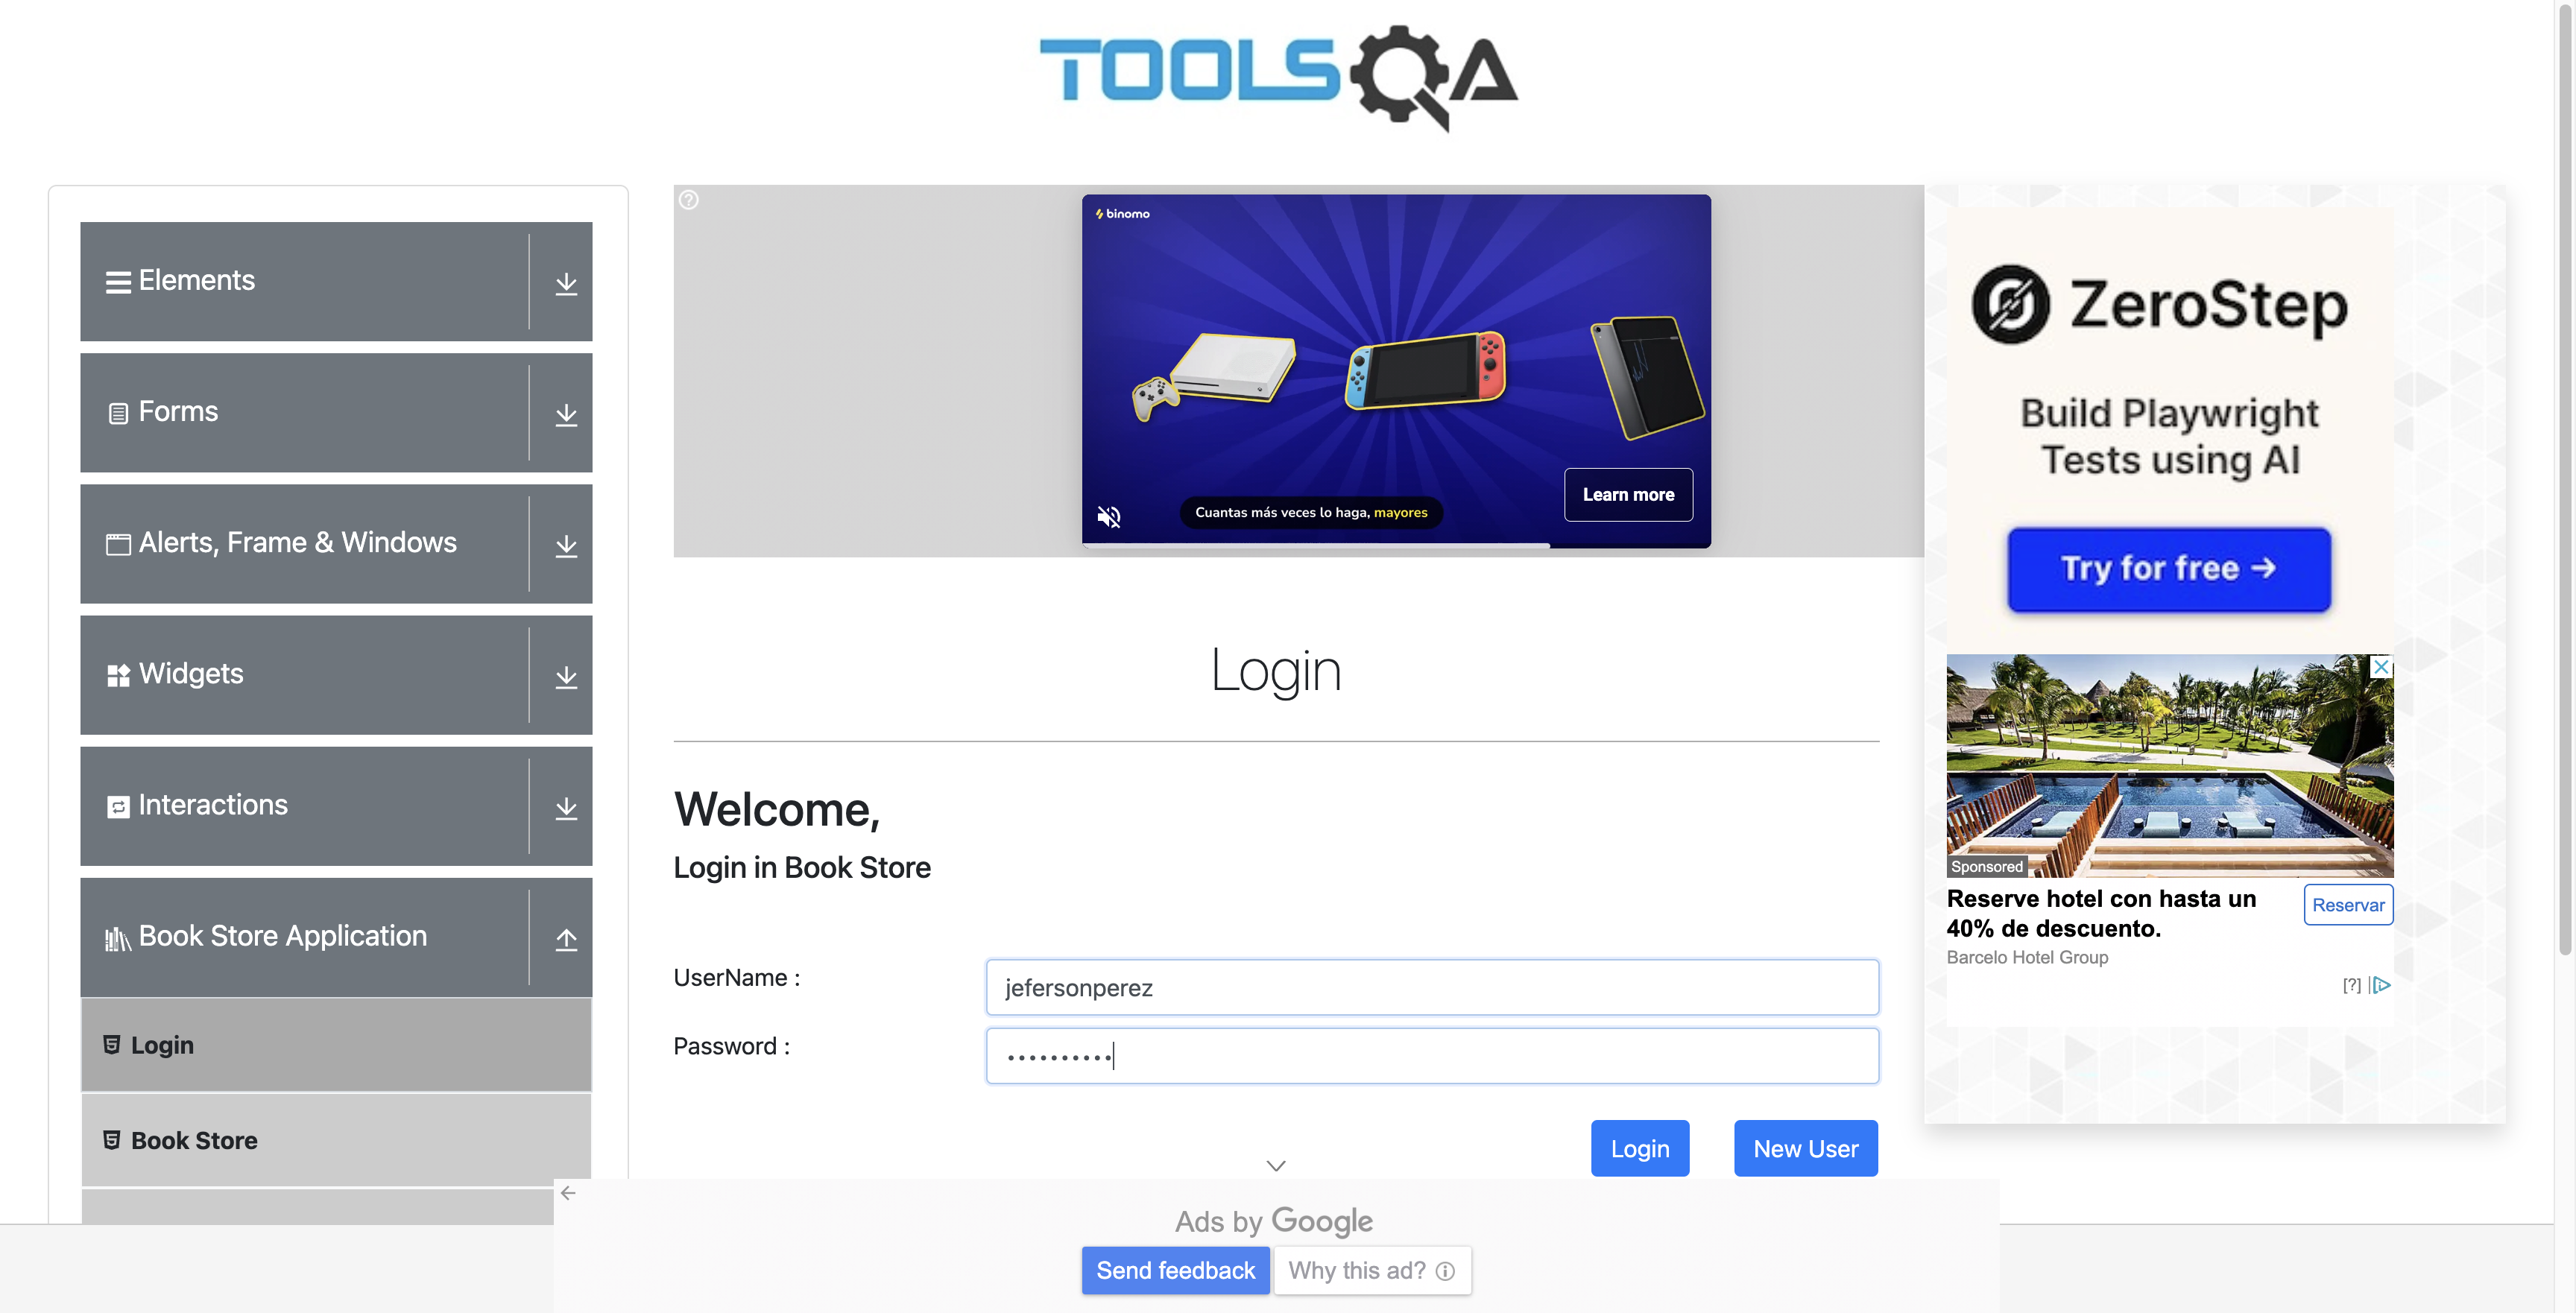 TOOLSQA
Elements
Forms
Alerts, Frame & Windows
Widgets
Interactions
Book Store Application
Login
Book Store
binomo
Cuantas más veces lo haga, mayores
Learn more
Login
Welcome,
Login in Book Store
UserName :
jefersonperez
Password :
••••••••••
Login
New User
ZeroStep
Build Playwright
Tests using AI
Try for free →
Sponsored
Reserve hotel con hasta un
40% de descuento.
Reservar
Barcelo Hotel Group
[?]
Ads by Google
Send feedback
Why this ad?